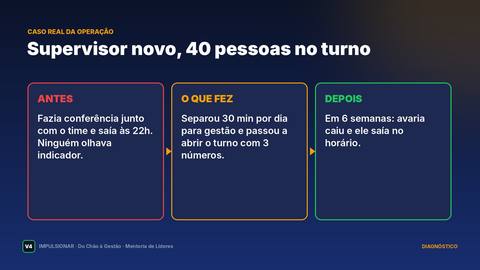 CASO REAL DA OPERAÇÃO
Supervisor novo, 40 pessoas no turno
ANTES
Fazia conferência junto
com o time e saía às 22h.
Ninguém olhava
indicador.
O QUE FEZ
Separou 30 min por dia
para gestão e passou a
abrir o turno com 3
números.
DEPOIS
Em 6 semanas: avaria
caiu e ele saía no
horário.
V4 IMPULSIONAR · Do Chão à Gestão · Mentoria de Líderes
DIAGNÓSTICO